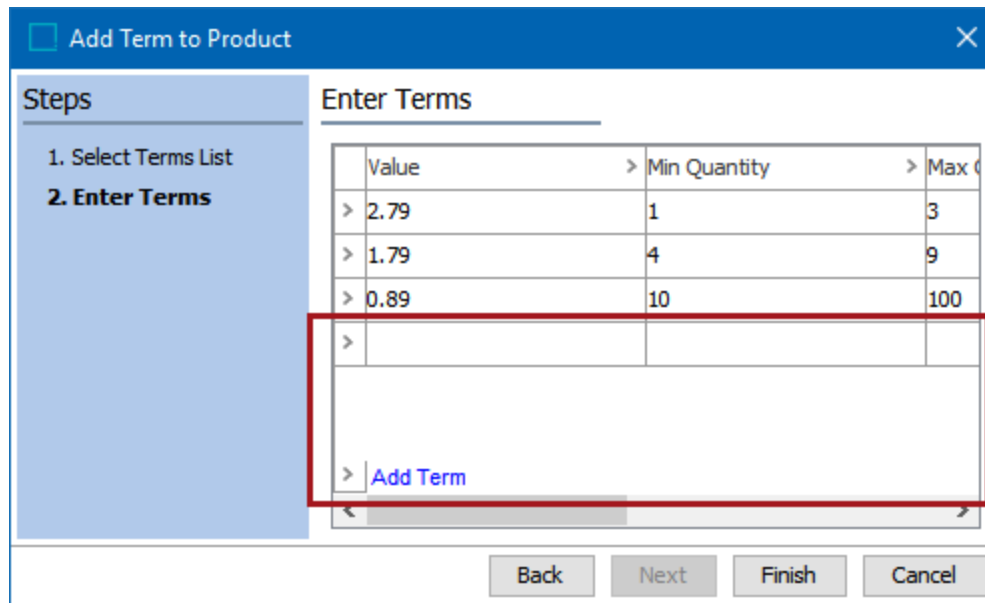 Add Term to Product
Steps
1. Select Terms List
2. Enter Terms
Enter Terms
Value > Min Quantity > Max
> 2.79 1 3
> 1.79 4 9
> 0.89 10 100
>
> Add Term
Back Next Finish Cancel